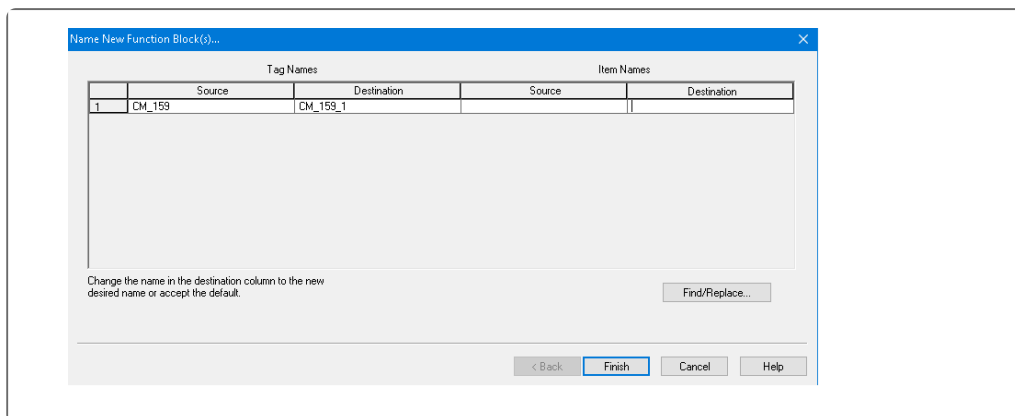 Name New Function Block(s)...
Tag Names Item Names
Source Destination Source Destination
1 CM_159 CM_159_1
Change the name in the destination column to the new
desired name or accept the default.
Find/Replace...
< Back Finish Cancel Help